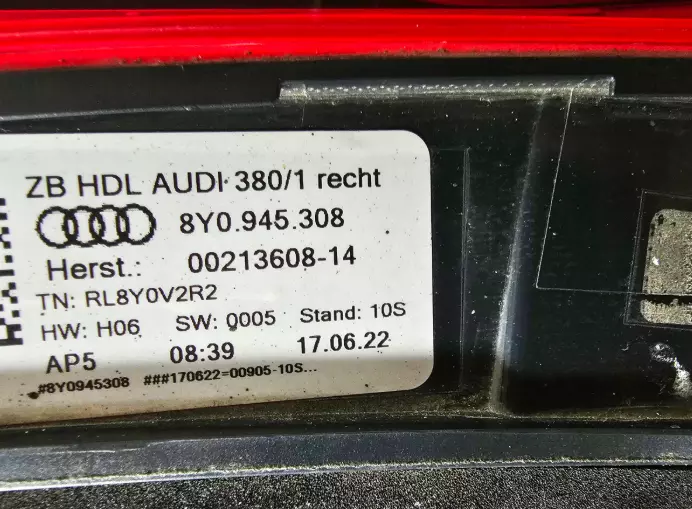 ZB HDL AUDI 380/1 recht
8Y0.945.308
Herst.: 00213608-14
TN: RL8Y0V2R2
HW: H06 SW: 0005 Stand: 10S
AP5 08:39 17.06.22
#8Y0945308 ###170622=00905-10S...